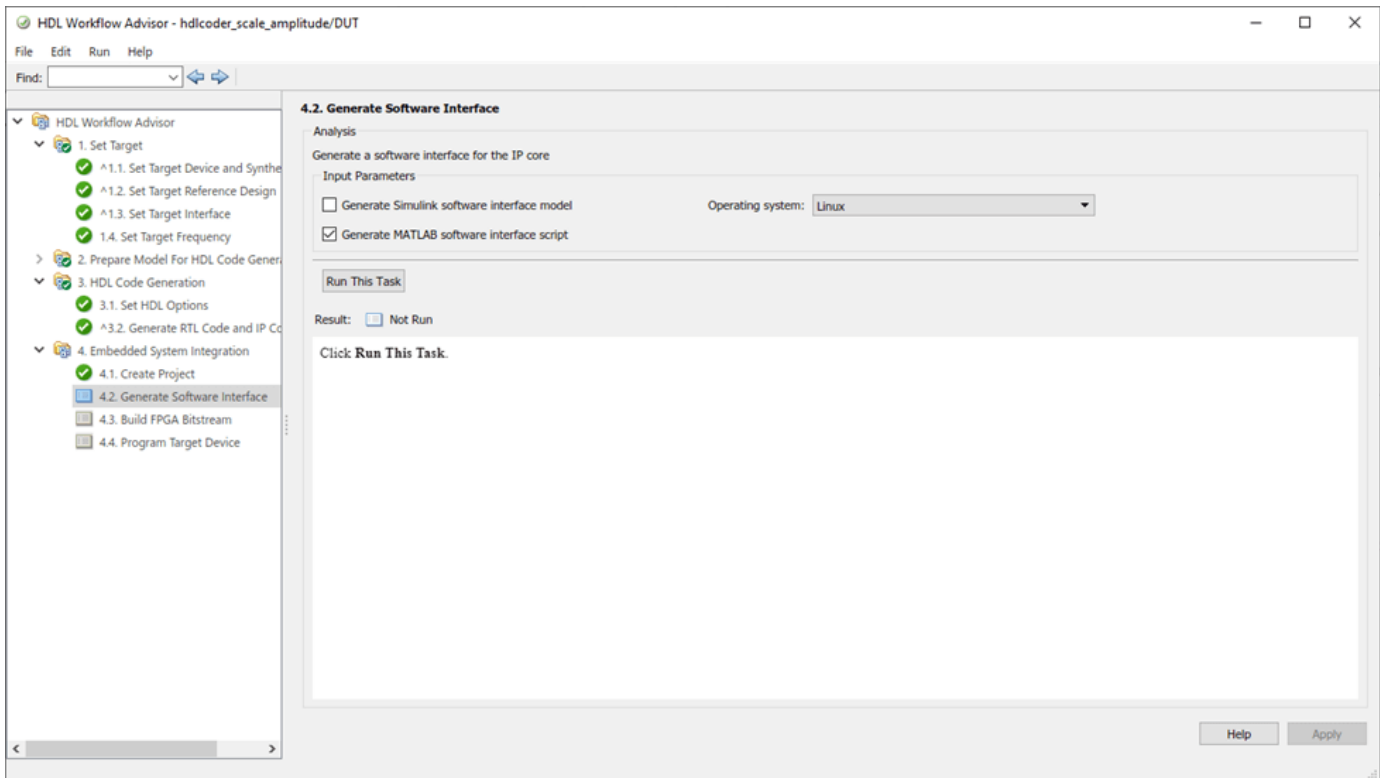 HDL Workflow Advisor - hdlcoder_scale_amplitude/DUT
File Edit Run Help
Find:
HDL Workflow Advisor
1. Set Target
^1.1. Set Target Device and Synthe
^1.2. Set Target Reference Design
^1.3. Set Target Interface
1.4. Set Target Frequency
2. Prepare Model For HDL Code Genera
3. HDL Code Generation
3.1. Set HDL Options
^3.2. Generate RTL Code and IP Co
4. Embedded System Integration
4.1. Create Project
4.2. Generate Software Interface
4.3. Build FPGA Bitstream
4.4. Program Target Device
4.2. Generate Software Interface
Analysis
Generate a software interface for the IP core
Input Parameters
Generate Simulink software interface model Operating system: Linux
Generate MATLAB software interface script
Run This Task
Result: Not Run
Click Run This Task.
Help Apply